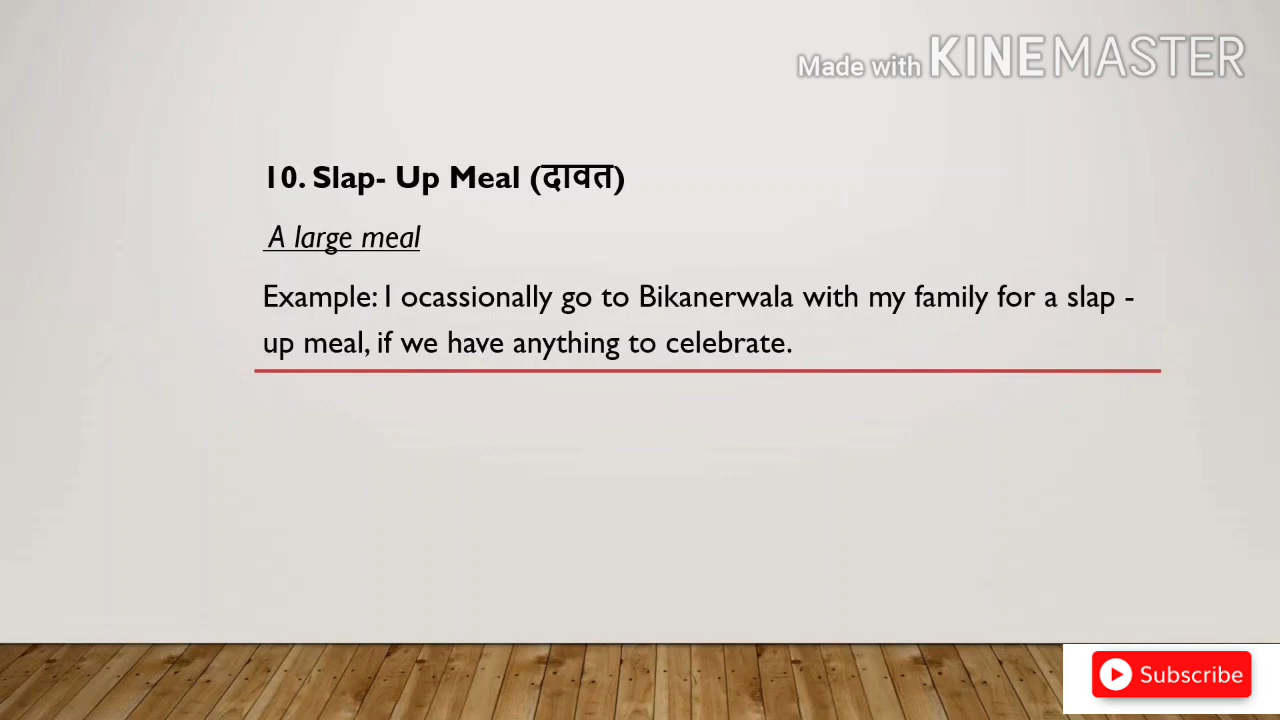 Made with KINEMASTER
10. Slap- Up Meal (दावत)
A large meal
Example: I ocassionally go to Bikanerwala with my family for a slap -
up meal, if we have anything to celebrate.
Subscribe